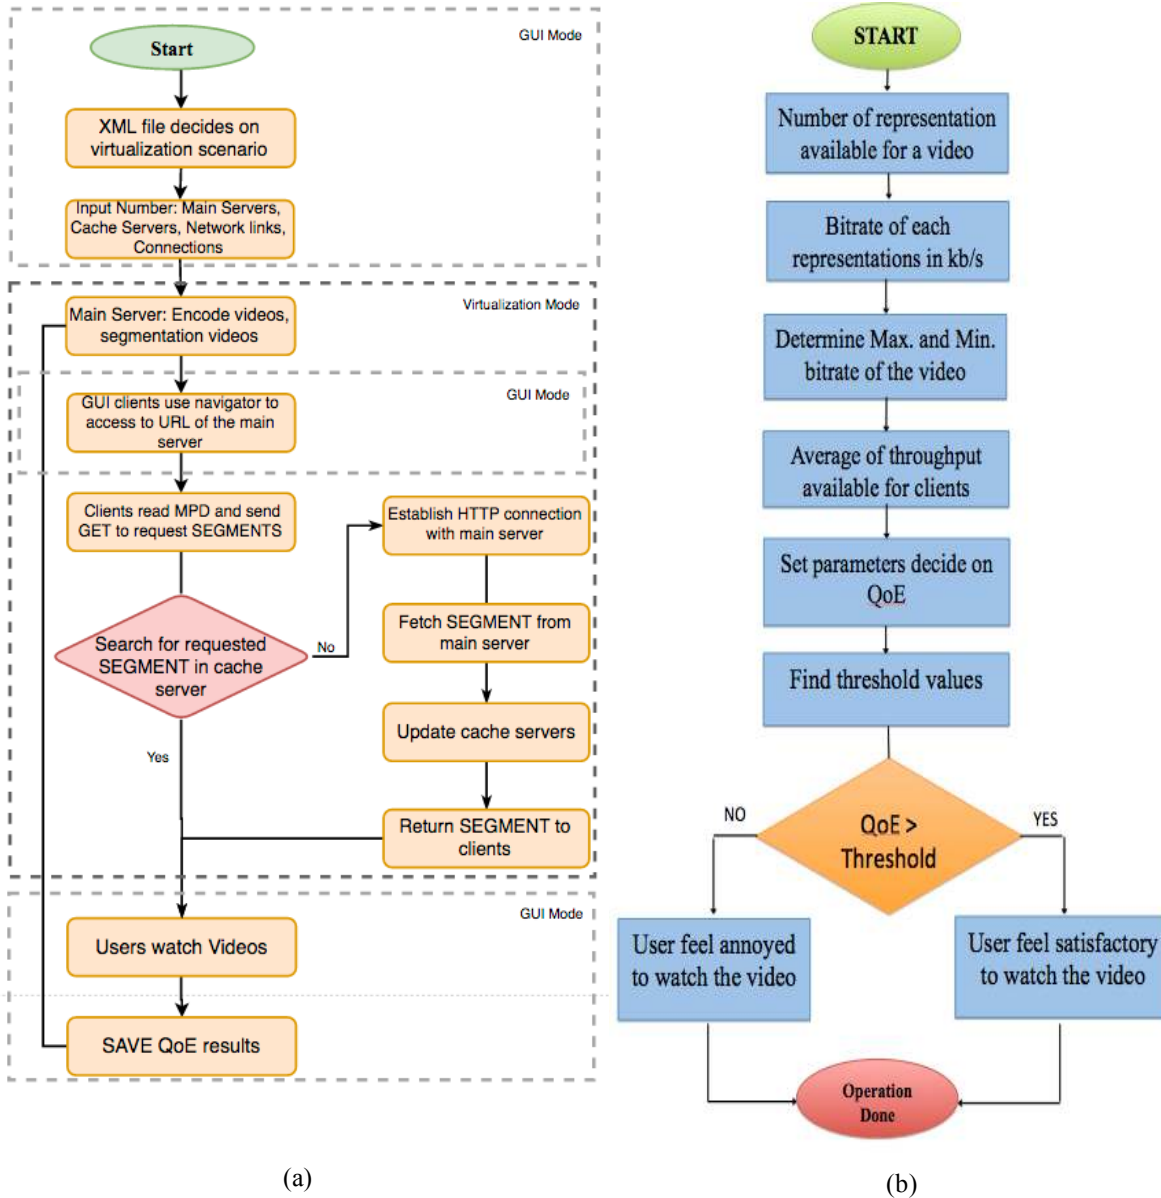 GUI Mode
Start
XML file decides on
virtualization scenario
Input Number: Main Servers,
Cache Servers, Network links,
Connections
Virtualization Mode
Main Server: Encode videos,
segmentation videos
GUI Mode
GUI clients use navigator to
access to URL of the main
server
Clients read MPD and send
GET to request SEGMENTS
Establish HTTP connection
with main server
Search for requested
SEGMENT in cache
server
No
Fetch SEGMENT from
main server
Update cache servers
Yes
Return SEGMENT to
clients
GUI Mode
Users watch Videos
SAVE QoE results
(a)
START
Number of representation
available for a video
Bitrate of each
representations in kb/s
Determine Max. and Min.
bitrate of the video
Average of throughput
available for clients
Set parameters decide on
QoE
Find threshold values
QoE >
Threshold
NO
YES
User feel annoyed
to watch the video
User feel satisfactory
to watch the video
Operation
Done
(b)